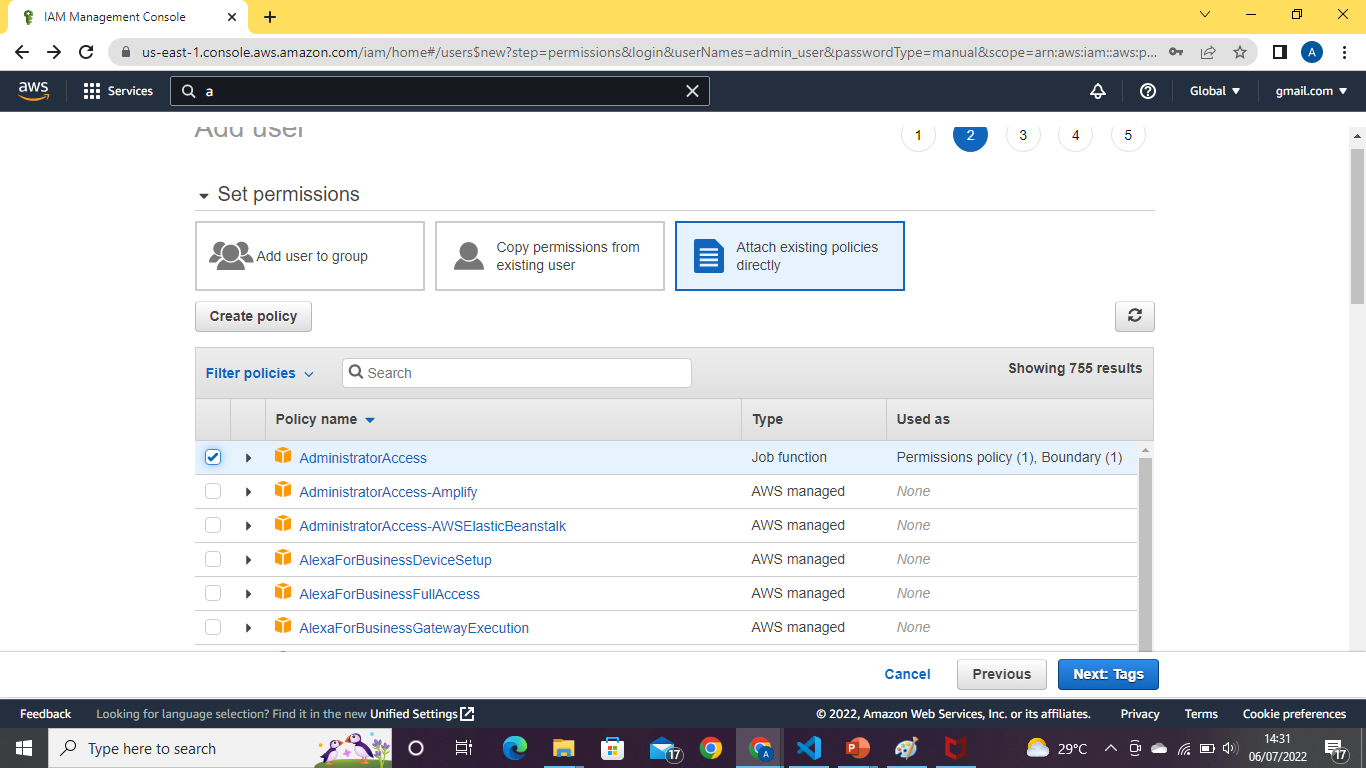 IAM Management Console
us-east-1.console.aws.amazon.com/iam/home#/users$new?step=permissions&login&userNames=admin_user&passwordType=manual&scope=arn:aws:iam::aws:p...
A
aws Services a Global gmail.com
Add user 1 2 3 4 5
Set permissions
Add user to group
Copy permissions from
existing user
Attach existing policies
directly
Create policy
Filter policies Search Showing 755 results
Policy name Type Used as
AdministratorAccess Job function Permissions policy (1), Boundary (1)
AdministratorAccess-Amplify AWS managed None
AdministratorAccess-AWSElasticBeanstalk AWS managed None
AlexaForBusinessDeviceSetup AWS managed None
AlexaForBusinessFullAccess AWS managed None
AlexaForBusinessGatewayExecution AWS managed None
Cancel Previous Next: Tags
Feedback Looking for language selection? Find it in the new Unified Settings © 2022, Amazon Web Services, Inc. or its affiliates. Privacy Terms Cookie preferences
Type here to search 17 A 29°C 14:31
06/07/2022 17